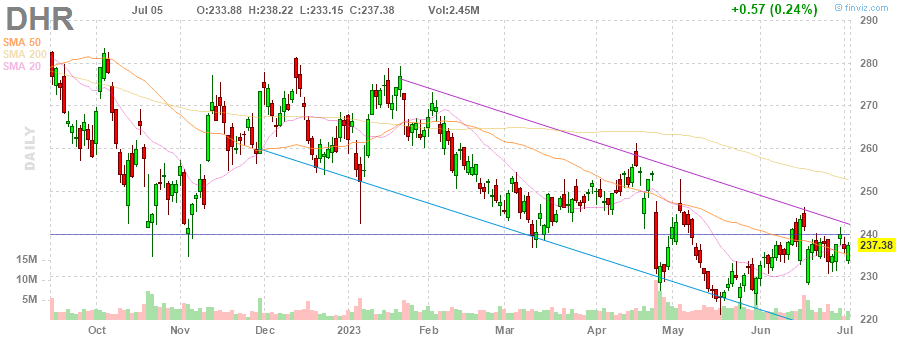 DHR
Jul 05 O:233.88 H:238.22 L:233.15 C:237.38 Vol:2.45M +0.57 (0.24%) © finviz.com
SMA 50
SMA 200
SMA 20
DAILY
290
280
270
260
250
240
237.38
230
220
15M
10M
5M
Oct Nov Dec 2023 Feb Mar Apr May Jun Jul